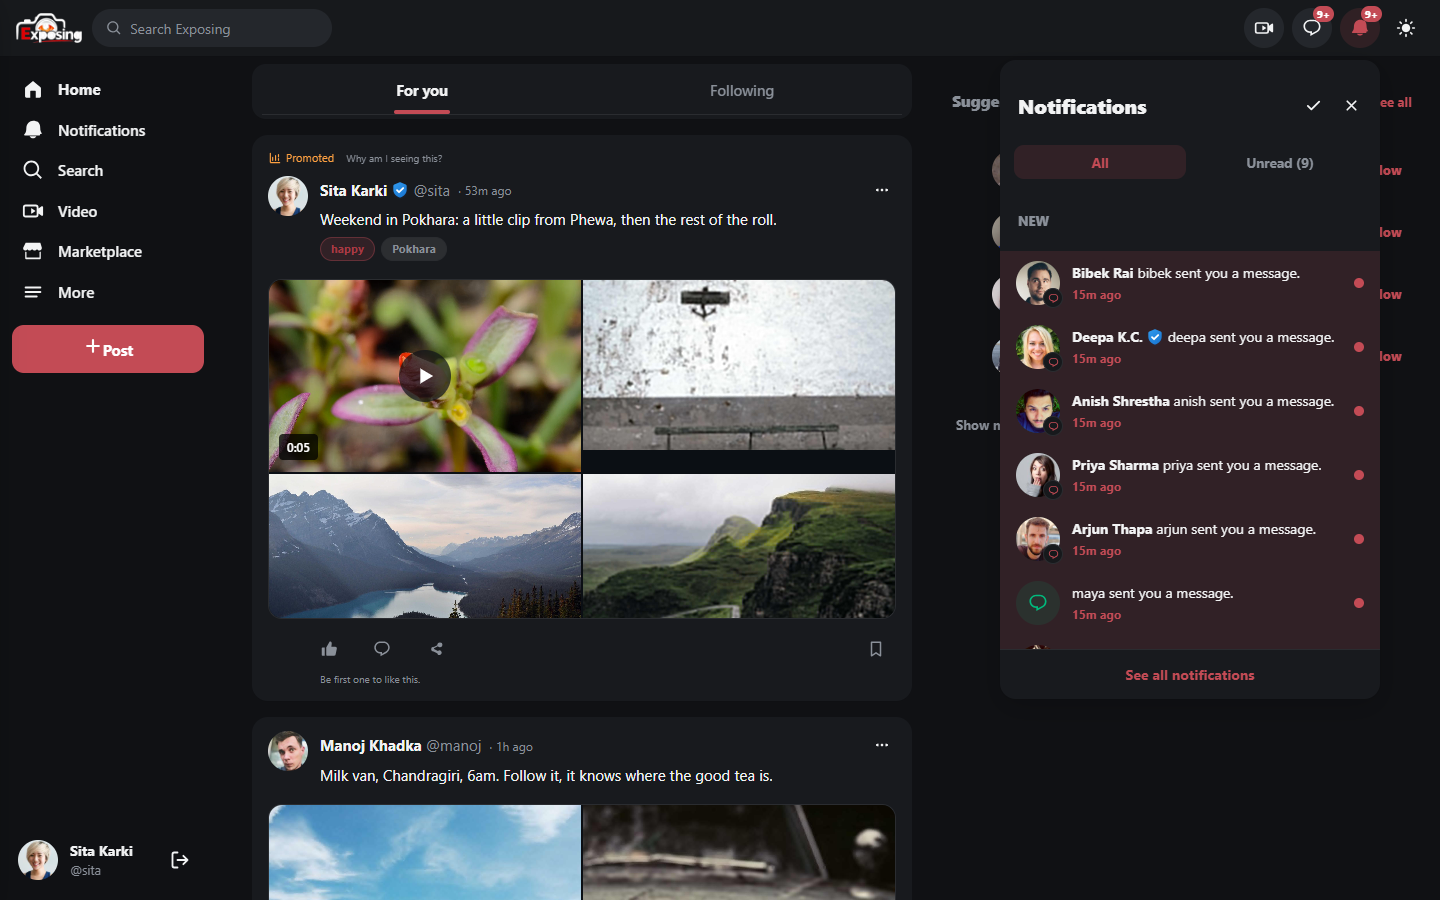 Exposing
Search Exposing
9+
9+
Home
Notifications
Search
Video
Marketplace
More
Post
Sita Karki
@sita
For you
Following
Promoted Why am I seeing this?
Sita Karki @sita · 53m ago
Weekend in Pokhara: a little clip from Phewa, then the rest of the roll.
happy Pokhara
0:05
Be first one to like this.
Manoj Khadka @manoj · 1h ago
Milk van, Chandragiri, 6am. Follow it, it knows where the good tea is.
Sugge
ee all
low
low
low
low
Show
Notifications
All
Unread (9)
NEW
Bibek Rai bibek sent you a message.
15m ago
Deepa K.C. deepa sent you a message.
15m ago
Anish Shrestha anish sent you a message.
15m ago
Priya Sharma priya sent you a message.
15m ago
Arjun Thapa arjun sent you a message.
15m ago
maya sent you a message.
15m ago
See all notifications